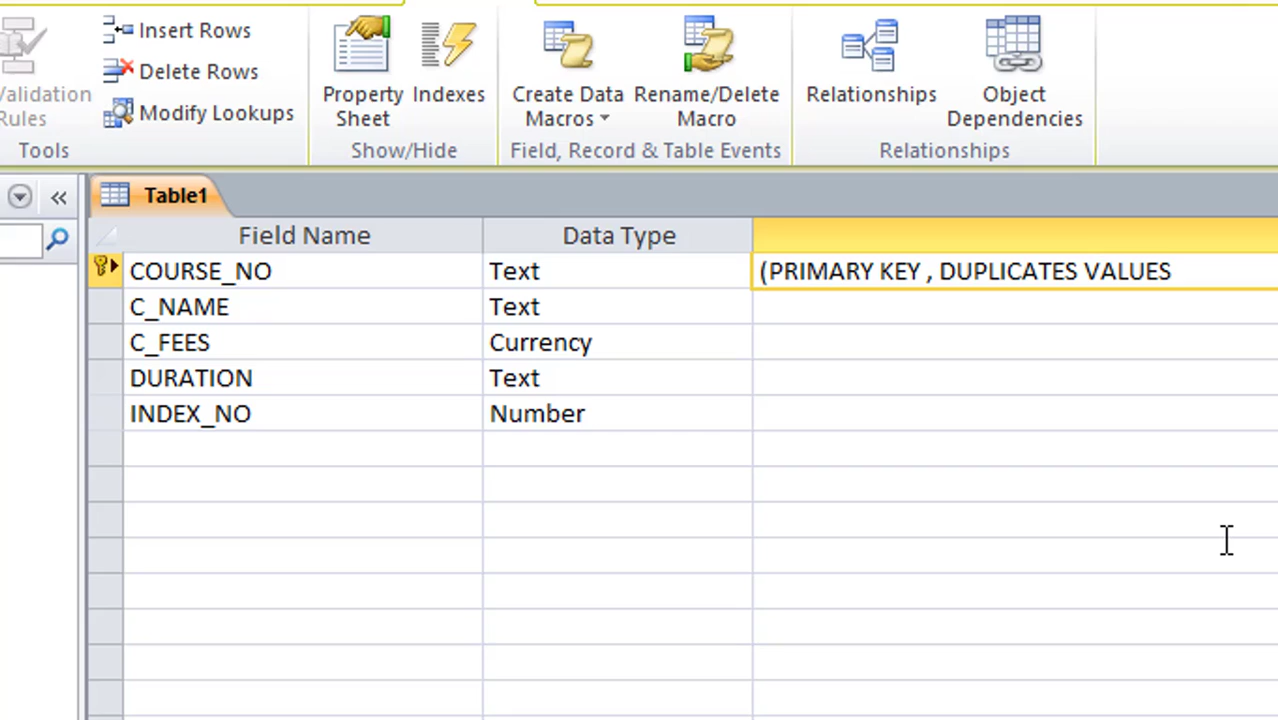 Insert Rows
Delete Rows
Modify Lookups
Validation
Rules
Tools
Property
Sheet
Indexes
Show/Hide
Create Data
Macros
Rename/Delete
Macro
Field, Record & Table Events
Relationships
Object
Dependencies
Relationships
Table1
Field Name Data Type
COURSE_NO Text (PRIMARY KEY , DUPLICATES VALUES
C_NAME Text
C_FEES Currency
DURATION Text
INDEX_NO Number